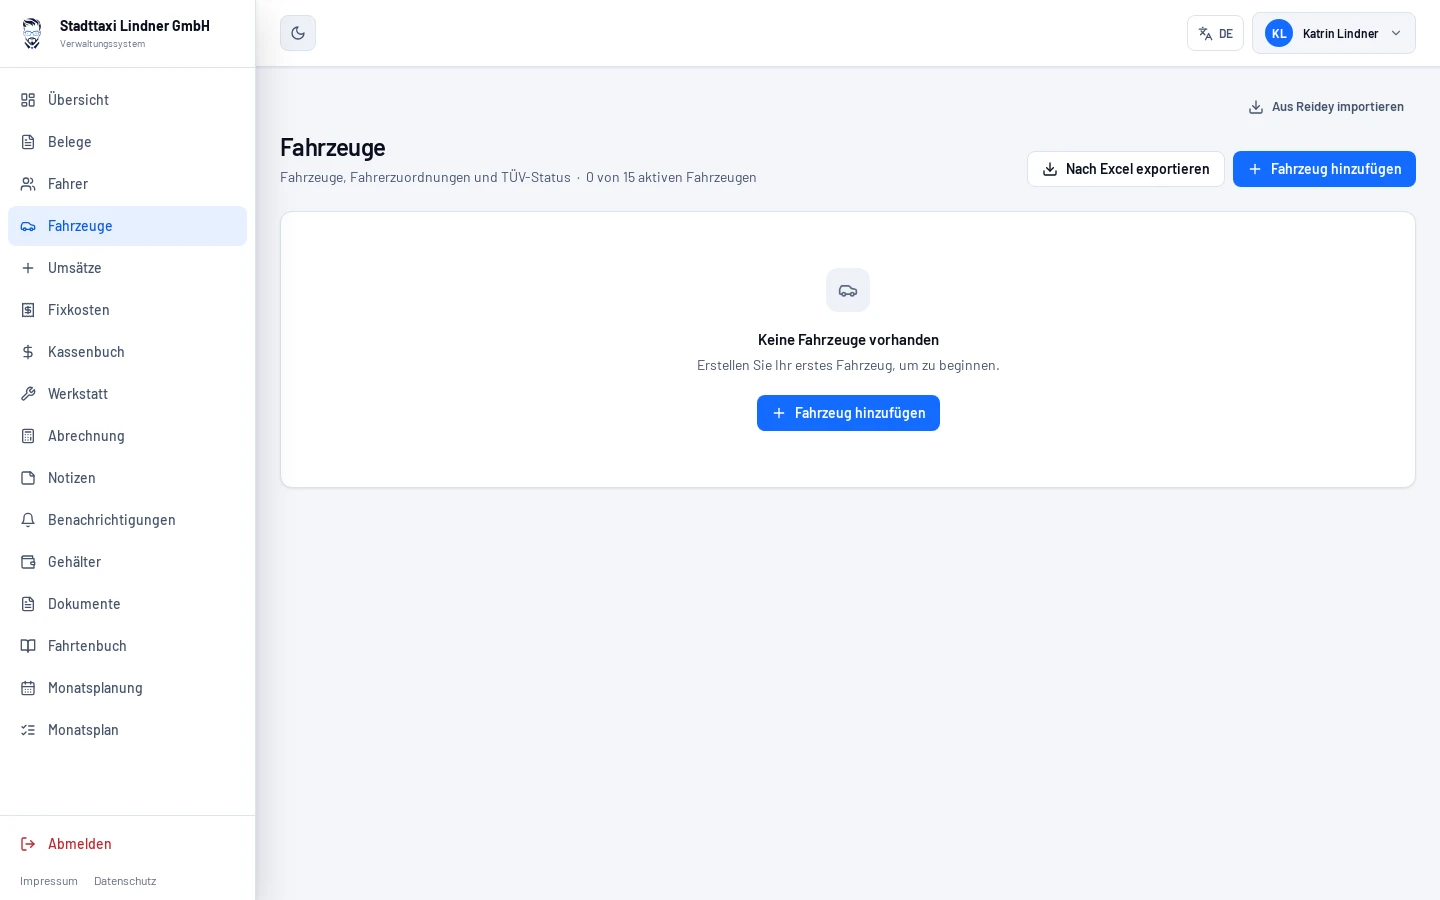 Stadttaxi Lindner GmbH
Verwaltungssystem
DE
KL
Katrin Lindner
Übersicht
Belege
Fahrer
Fahrzeuge
Umsätze
Fixkosten
Kassenbuch
Werkstatt
Abrechnung
Notizen
Benachrichtigungen
Gehälter
Dokumente
Fahrtenbuch
Monatsplanung
Monatsplan
Abmelden
Impressum Datenschutz
Aus Reidey importieren
Fahrzeuge
Fahrzeuge, Fahrerzuordnungen und TÜV-Status · 0 von 15 aktiven Fahrzeugen
Nach Excel exportieren
Fahrzeug hinzufügen
Keine Fahrzeuge vorhanden
Erstellen Sie Ihr erstes Fahrzeug, um zu beginnen.
Fahrzeug hinzufügen